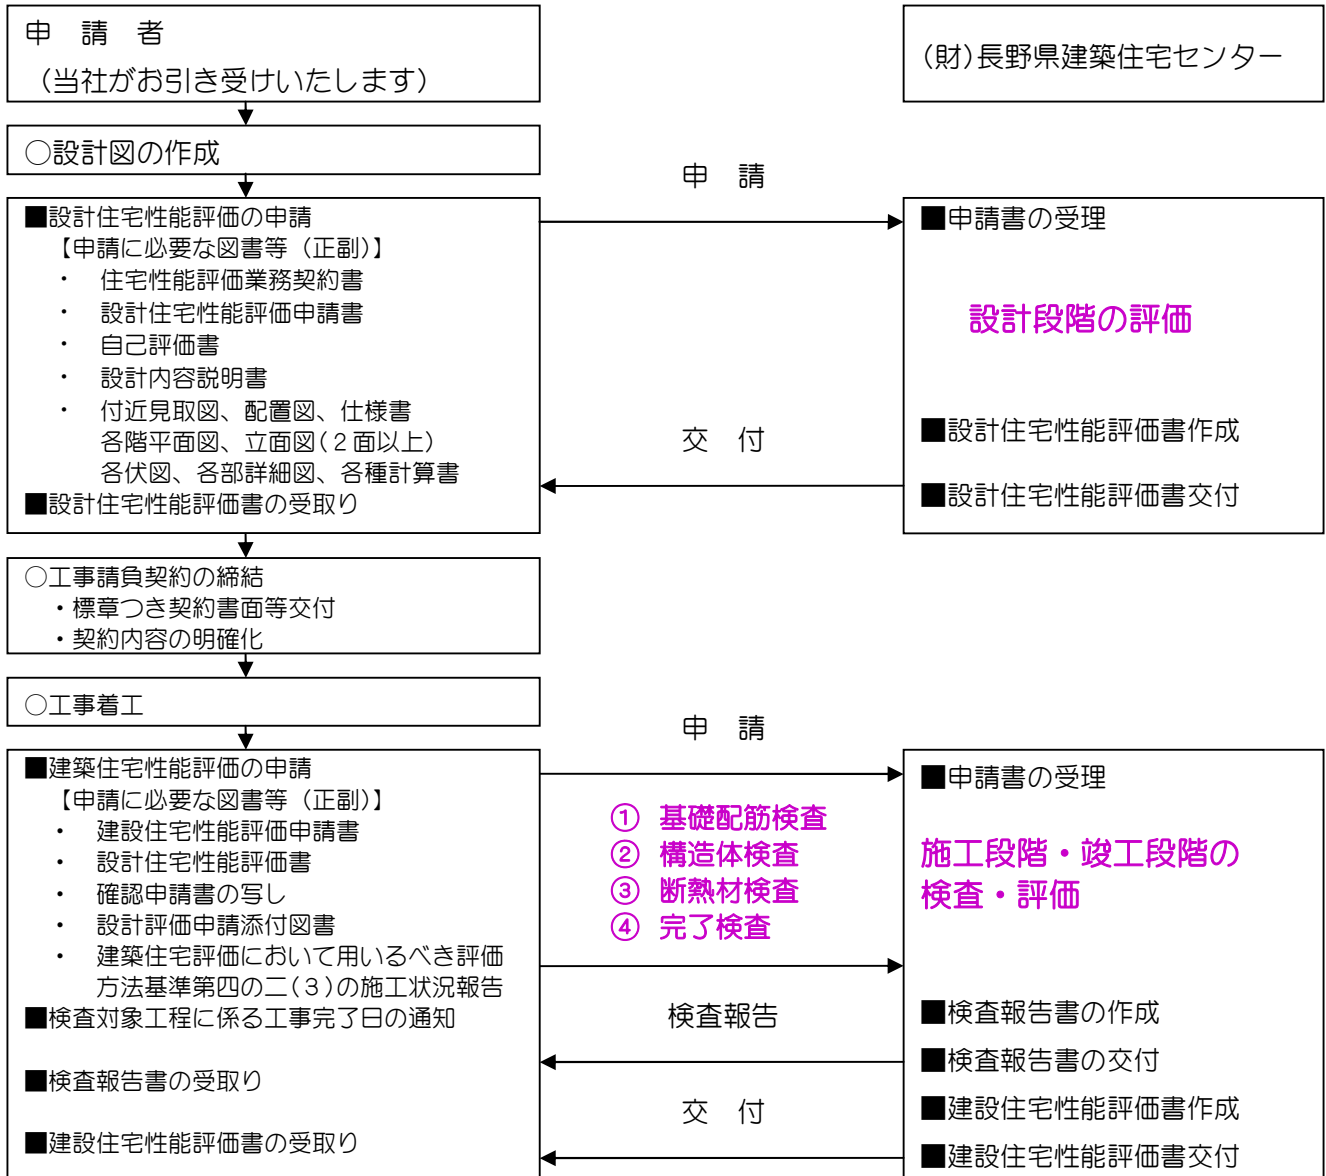 申　請　者
（当社がお引き受けいたします）
(財)長野県建築住宅センター
○設計図の作成
申　請
■設計住宅性能評価の申請
【申請に必要な図書等（正副）】
・　住宅性能評価業務契約書
・　設計住宅性能評価申請書
・　自己評価書
・　設計内容説明書
・　付近見取図、配置図、仕様書
各階平面図、立面図(２面以上)
各伏図、各部詳細図、各種計算書
■設計住宅性能評価書の受取り
■申請書の受理
設計段階の評価
交　付
■設計住宅性能評価書作成
■設計住宅性能評価書交付
○工事請負契約の締結
・標章つき契約書面等交付
・契約内容の明確化
○工事着工
申　請
■建築住宅性能評価の申請
【申請に必要な図書等（正副）】
・　建設住宅性能評価申請書
・　設計住宅性能評価書
・　確認申請書の写し
・　設計評価申請添付図書
・　建築住宅評価において用いるべき評価
方法基準第四の二(３)の施工状況報告
■検査対象工程に係る工事完了日の通知
■検査報告書の受取り
■建設住宅性能評価書の受取り
① 基礎配筋検査
② 構造体検査
③ 断熱材検査
④ 完了検査
検査報告
交　付
■申請書の受理
施工段階・竣工段階の
検査・評価
■検査報告書の作成
■検査報告書の交付
■建設住宅性能評価書作成
■建設住宅性能評価書交付